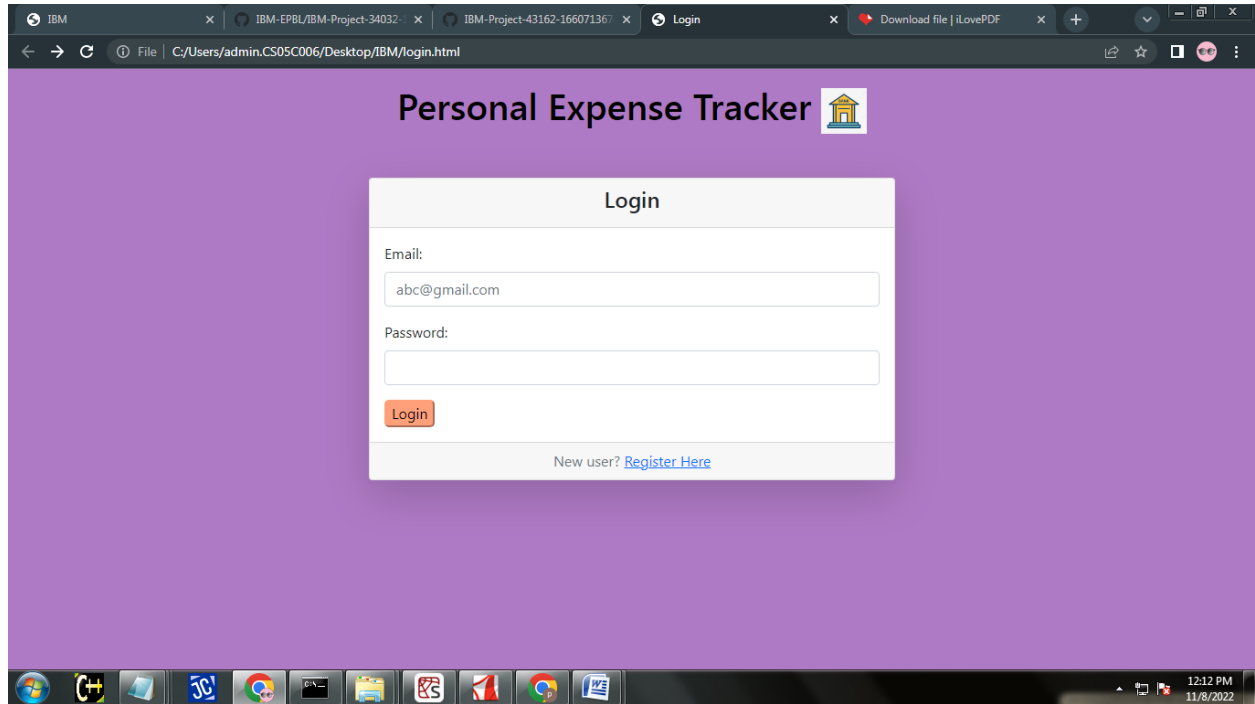 IBM
IBM-EPBL/IBM-Project-34032-
IBM-Project-43162-166071367
Login
Download file | iLovePDF
File
C:/Users/admin.CS05C006/Desktop/IBM/login.html
Personal Expense Tracker
Login
Email:
abc@gmail.com
Password:
Login
New user? Register Here
12:12 PM
11/8/2022